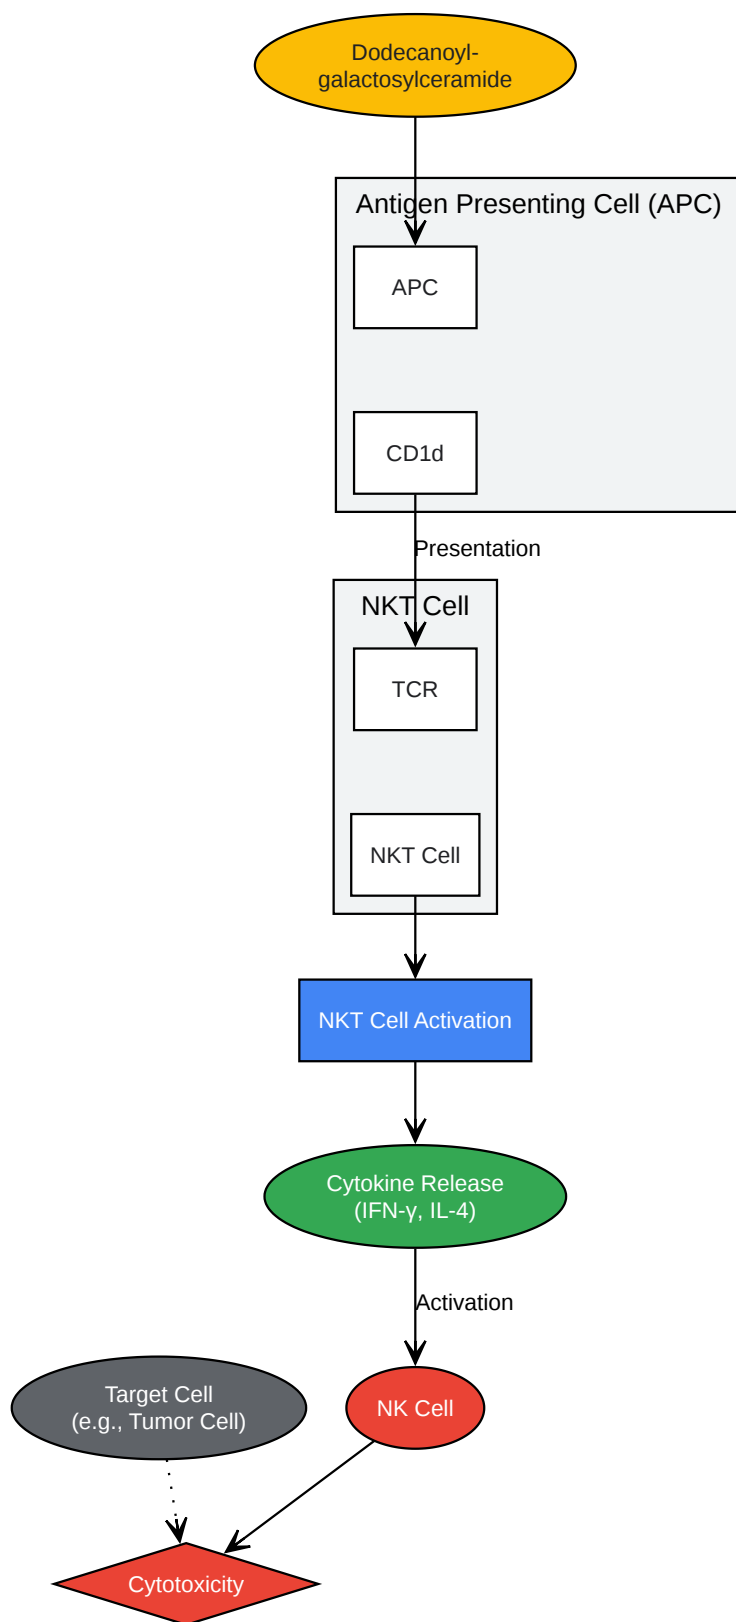 Dodecanoyl-
galactosylceramide
Antigen Presenting Cell (APC)
APC
CD1d
Presentation
NKT Cell
TCR
NKT Cell
NKT Cell Activation
Cytokine Release
(IFN-γ, IL-4)
Activation
Target Cell
(e.g., Tumor Cell)
NK Cell
Cytotoxicity